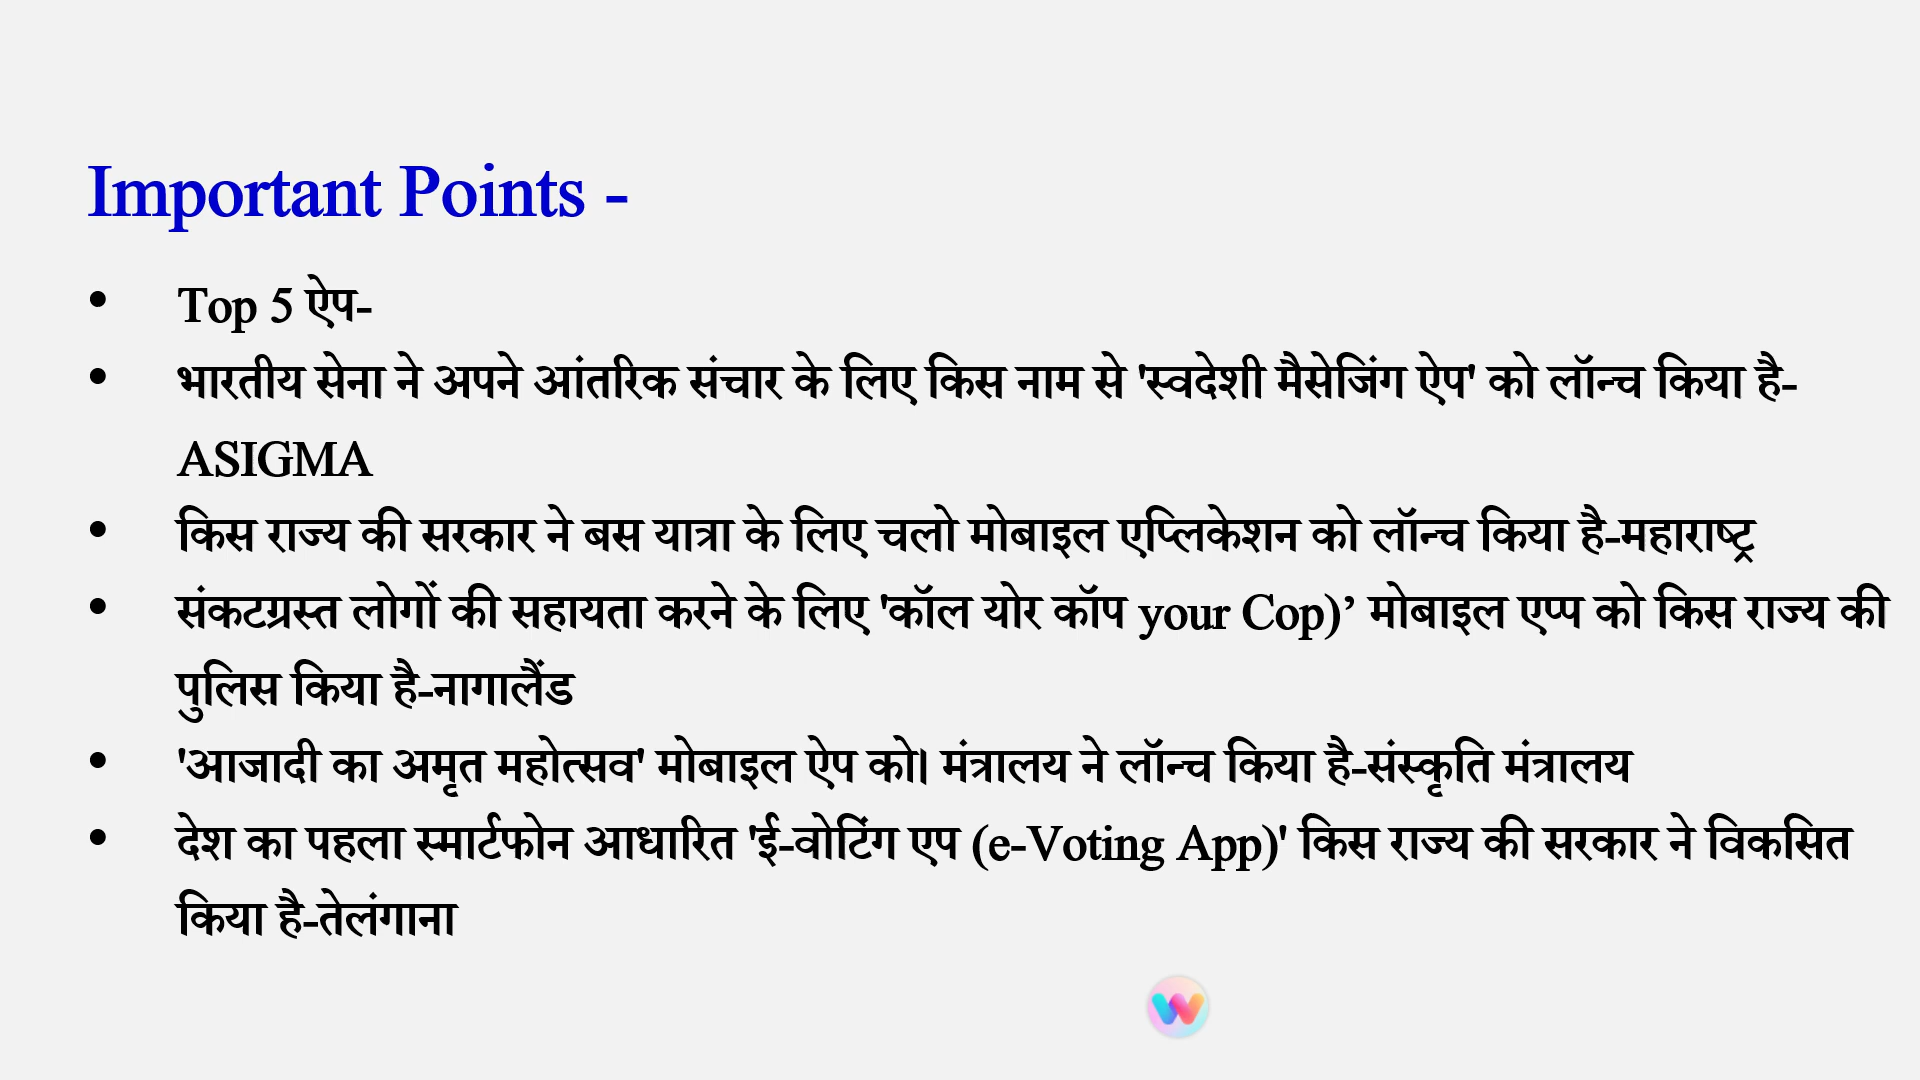 Important Points -
• Top 5 ऐप-
• भारतीय सेना ने अपने आंतरिक संचार के लिए किस नाम से 'स्वदेशी मैसेजिंग ऐप' को लॉन्च किया है-
ASIGMA
• किस राज्य की सरकार ने बस यात्रा के लिए चलो मोबाइल एप्लिकेशन को लॉन्च किया है-महाराष्ट्र
• संकटग्रस्त लोगों की सहायता करने के लिए 'कॉल योर कॉप your Cop)’ मोबाइल एप्प को किस राज्य की
पुलिस किया है-नागालैंड
• 'आजादी का अमृत महोत्सव' मोबाइल ऐप को। मंत्रालय ने लॉन्च किया है-संस्कृति मंत्रालय
• देश का पहला स्मार्टफोन आधारित 'ई-वोटिंग एप (e-Voting App)' किस राज्य की सरकार ने विकसित
किया है-तेलंगाना